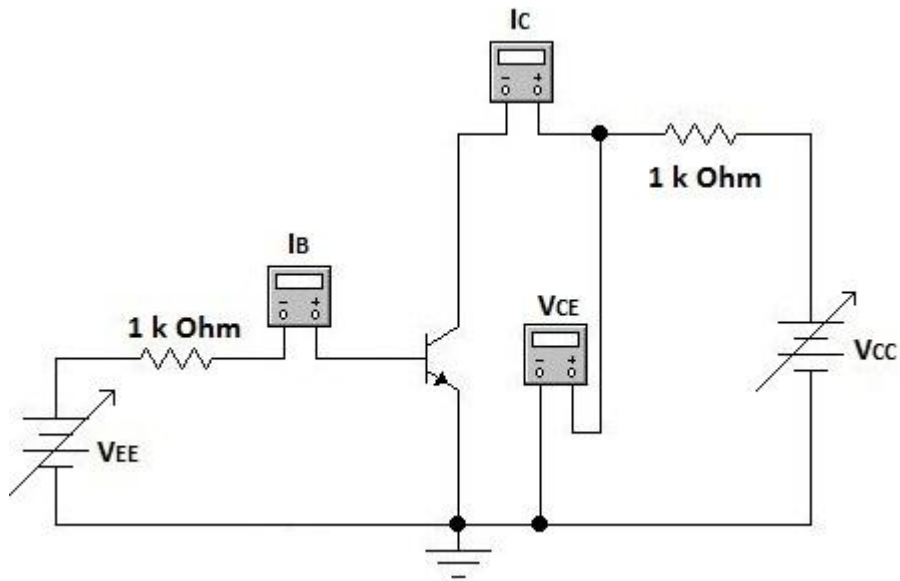 IC
- +
1 k Ohm
IB
- +
VCE
1 k Ohm
- +
VCC
VEE